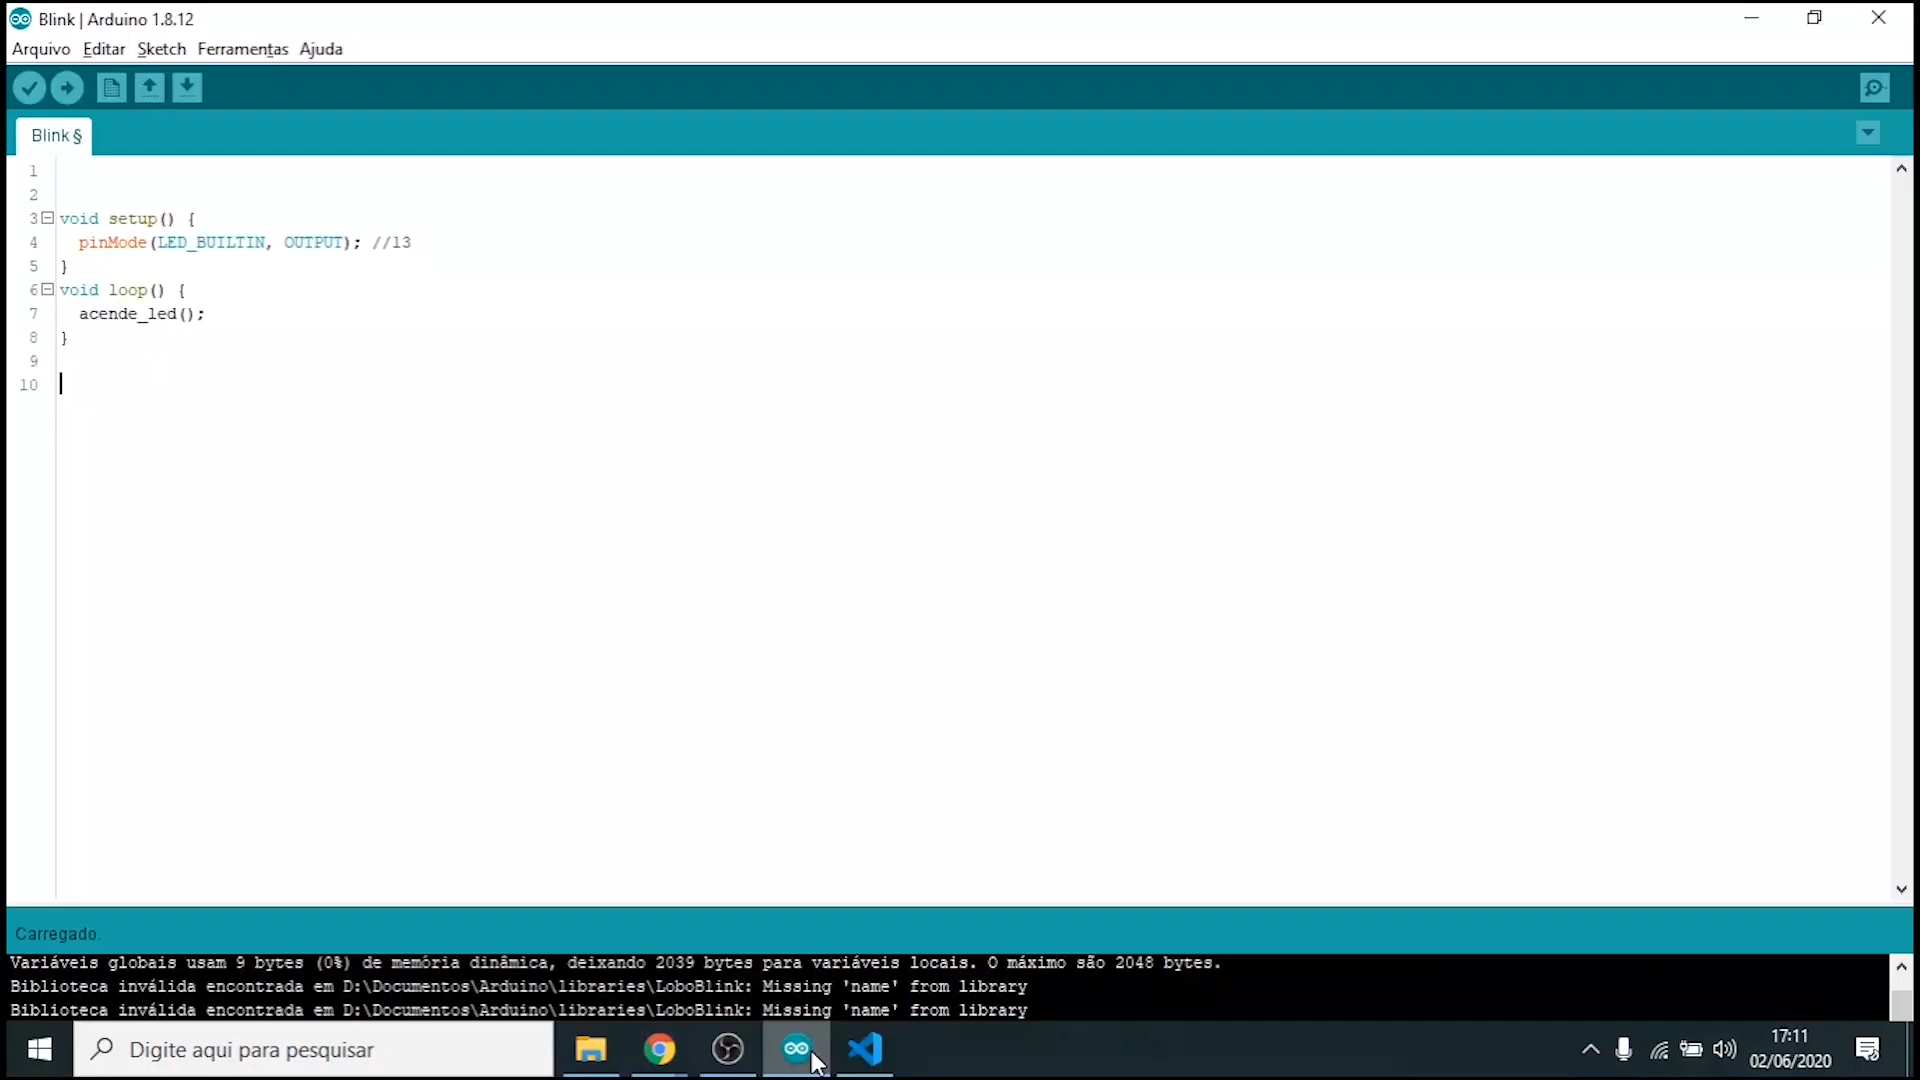 Blink | Arduino 1.8.12
Arquivo Editar Sketch Ferramentas Ajuda
Blink §
1
2
3 void setup() {
4 pinMode(LED_BUILTIN, OUTPUT); //13
5 }
6 void loop() {
7 acende_led();
8 }
9
10
Carregado.
Variáveis globais usam 9 bytes (0%) de memória dinâmica, deixando 2039 bytes para variáveis locais. O máximo são 2048 bytes.
Biblioteca inválida encontrada em D:\Documentos\Arduino\libraries\LoboBlink: Missing 'name' from library
Biblioteca inválida encontrada em D:\Documentos\Arduino\libraries\LoboBlink: Missing 'name' from library
Digite aqui para pesquisar
17:11
02/06/2020